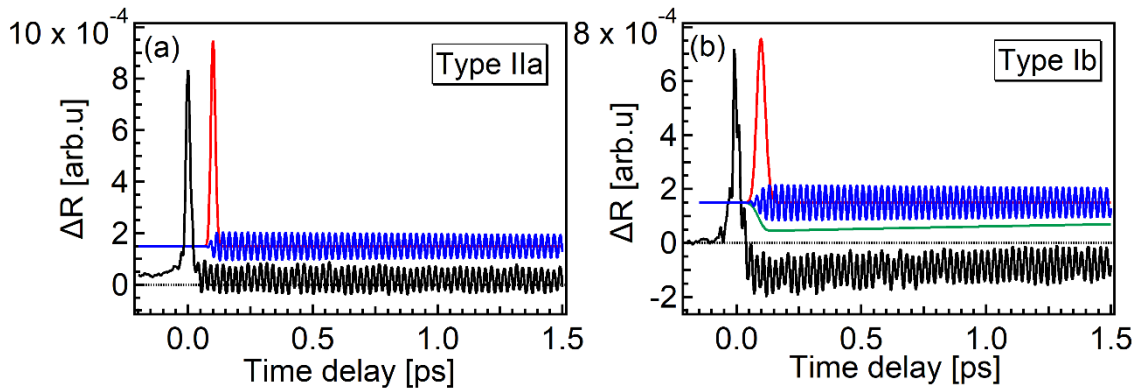 10 x 10⁻⁴
(a)
Type IIa
8
6
4
2
0
ΔR [arb.u]
0.0 0.5 1.0 1.5
Time delay [ps]
8 x 10⁻⁴
(b)
Type Ib
6
4
2
0
-2
ΔR [arb.u]
0.0 0.5 1.0 1.5
Time delay [ps]